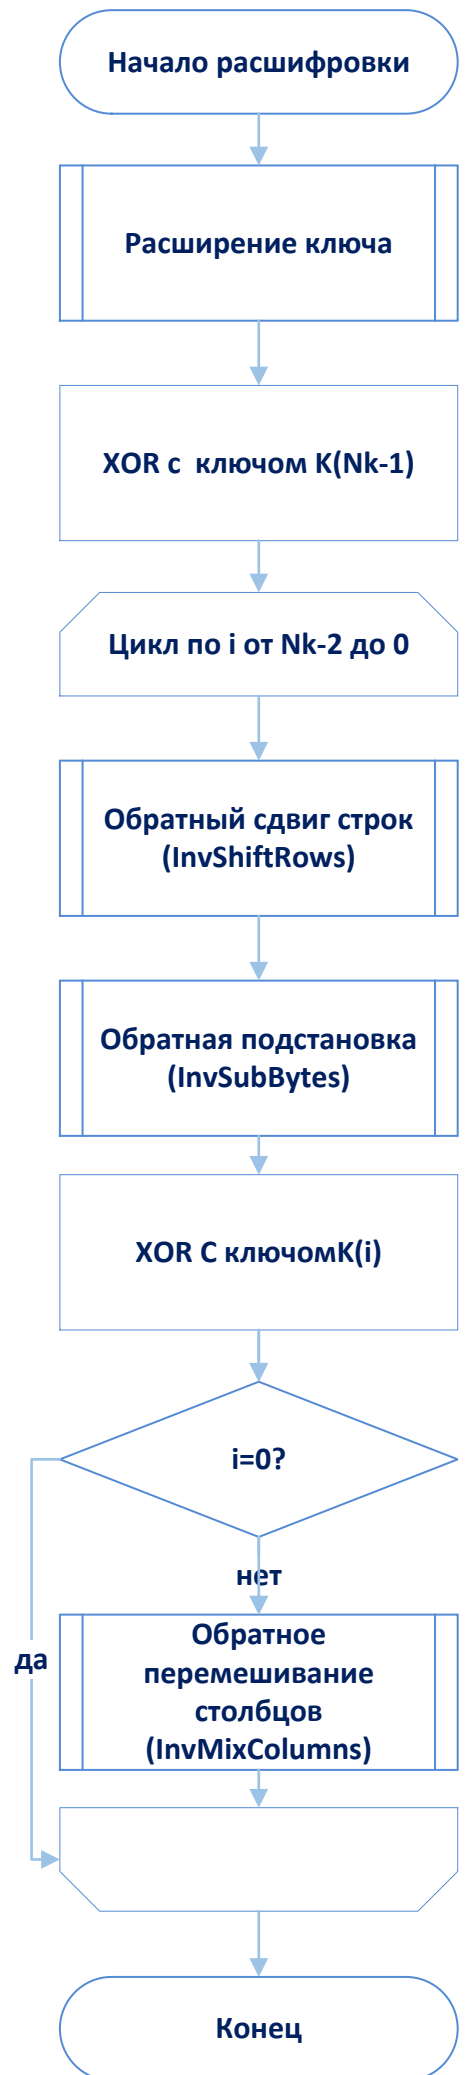 Начало расшифровки
Расширение ключа
XOR с  ключом K(Nk-1)
Цикл по i от Nk-2 до 0
Обратный сдвиг строк
(InvShiftRows)
Обратная подстановка
(InvSubBytes)
XOR С ключомK(i)
i=0?
нет
да
Обратное
перемешивание
столбцов
(InvMixColumns)
Конец